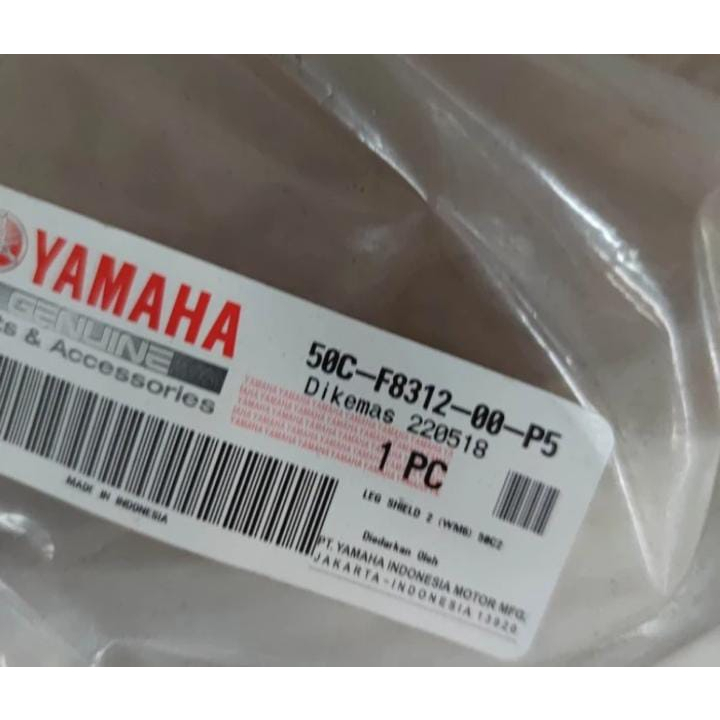 YAMAHA
GENUINE
& Accessories
50C-F8312-00-P5
Dikemas 220518
1 PC
MADE IN INDONESIA
LEG SHIELD 2 (WM6) 50C2
Diedarkan Oleh
PT. YAMAHA INDONESIA MOTOR MFG.
JAKARTA-INDONESIA 13920